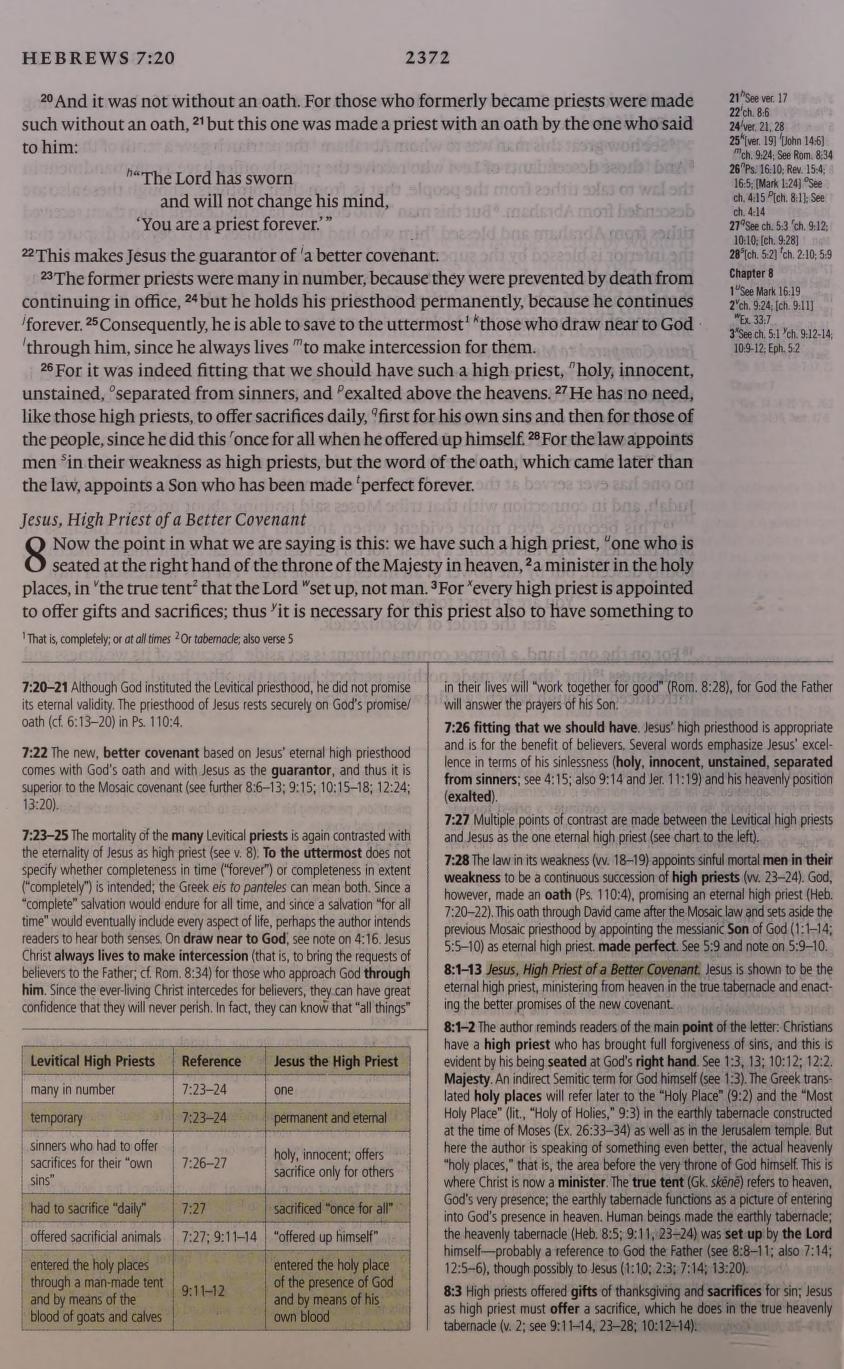 HEBREWS 7:20
2372
20 And it was not without an oath. For those who formerly became priests were made
such without an oath, 21 but this one was made a priest with an oath by the one who said
to him:
h“The Lord has sworn
and will not change his mind,
‘You are a priest forever.’”
22 This makes Jesus the guarantor of ia better covenant.
23 The former priests were many in number, because they were prevented by death from
continuing in office, 24 but he holds his priesthood permanently, because he continues
jforever. 25 Consequently, he is able to save to the uttermost1 kthose who draw near to God
lthrough him, since he always lives mto make intercession for them.
26 For it was indeed fitting that we should have such a high priest, nholy, innocent,
unstained, oseparated from sinners, and pexalted above the heavens. 27 He has no need,
like those high priests, to offer sacrifices daily, qfirst for his own sins and then for those of
the people, since he did this ronce for all when he offered up himself. 28 For the law appoints
men sin their weakness as high priests, but the word of the oath, which came later than
the law, appoints a Son who has been made tperfect forever.
Jesus, High Priest of a Better Covenant
8 Now the point in what we are saying is this: we have such a high priest, uone who is
seated at the right hand of the throne of the Majesty in heaven, 2 a minister in the holy
places, in vthe true tent2 that the Lord wset up, not man. 3 For xevery high priest is appointed
to offer gifts and sacrifices; thus yit is necessary for this priest also to have something to
1 That is, completely; or at all times 2 Or tabernacle; also verse 5
21 hSee ver. 17
22 ich. 8:6
24 jver. 21, 28
25 k[ver. 19] l[John 14:6]
mch. 9:24; See Rom. 8:34
26 nPs. 16:10; Rev. 15:4;
16:5; [Mark 1:24] oSee
ch. 4:15 p[ch. 8:1]; See
ch. 4:14
27 qSee ch. 5:3 rch. 9:12;
10:10; [ch. 9:28]
28 s[ch. 5:2] tch. 2:10; 5:9
Chapter 8
1 uSee Mark 16:19
2 vch. 9:24; [ch. 9:11]
wEx. 33:7
3 xSee ch. 5:1 ych. 9:12-14;
10:9-12; Eph. 5:2
7:20–21 Although God instituted the Levitical priesthood, he did not promise
its eternal validity. The priesthood of Jesus rests securely on God’s promise/
oath (cf. 6:13–20) in Ps. 110:4.
7:22 The new, better covenant based on Jesus’ eternal high priesthood
comes with God’s oath and with Jesus as the guarantor, and thus it is
superior to the Mosaic covenant (see further 8:6–13; 9:15; 10:15–18; 12:24;
13:20).
7:23–25 The mortality of the many Levitical priests is again contrasted with
the eternality of Jesus as high priest (see v. 8). To the uttermost does not
specify whether completeness in time (“forever”) or completeness in extent
(“completely”) is intended; the Greek eis to panteles can mean both. Since a
“complete” salvation would endure for all time, and since a salvation “for all
time” would eventually include every aspect of life, perhaps the author intends
readers to hear both senses. On draw near to God, see note on 4:16. Jesus
Christ always lives to make intercession (that is, to bring the requests of
believers to the Father; cf. Rom. 8:34) for those who approach God through
him. Since the ever-living Christ intercedes for believers, they can have great
confidence that they will never perish. In fact, they can know that “all things”
Levitical High Priests | Reference | Jesus the High Priest
many in number | 7:23–24 | one
temporary | 7:23–24 | permanent and eternal
sinners who had to offer
sacrifices for their “own
sins”
7:26–27
holy, innocent; offers
sacrifice only for others
had to sacrifice “daily” | 7:27 | sacrificed “once for all”
offered sacrificial animals | 7:27; 9:11–14 | “offered up himself”
entered the holy places
through a man-made tent
and by means of the
blood of goats and calves
9:11–12
entered the holy place
of the presence of God
and by means of his
own blood
in their lives will “work together for good” (Rom. 8:28), for God the Father
will answer the prayers of his Son.
7:26 fitting that we should have. Jesus’ high priesthood is appropriate
and is for the benefit of believers. Several words emphasize Jesus’ excel-
lence in terms of his sinlessness (holy, innocent, unstained, separated
from sinners; see 4:15; also 9:14 and Jer. 11:19) and his heavenly position
(exalted).
7:27 Multiple points of contrast are made between the Levitical high priests
and Jesus as the one eternal high priest (see chart to the left).
7:28 The law in its weakness (vv. 18–19) appoints sinful mortal men in their
weakness to be a continuous succession of high priests (vv. 23–24). God,
however, made an oath (Ps. 110:4), promising an eternal high priest (Heb.
7:20–22). This oath through David came after the Mosaic law and sets aside the
previous Mosaic priesthood by appointing the messianic Son of God (1:1–14;
5:5–10) as eternal high priest. made perfect. See 5:9 and note on 5:9–10.
8:1–13 Jesus, High Priest of a Better Covenant. Jesus is shown to be the
eternal high priest, ministering from heaven in the true tabernacle and enact-
ing the better promises of the new covenant.
8:1–2 The author reminds readers of the main point of the letter: Christians
have a high priest who has brought full forgiveness of sins, and this is
evident by his being seated at God’s right hand. See 1:3, 13; 10:12; 12:2.
Majesty. An indirect Semitic term for God himself (see 1:3). The Greek trans-
lated holy places will refer later to the “Holy Place” (9:2) and the “Most
Holy Place” (lit., “Holy of Holies,” 9:3) in the earthly tabernacle constructed
at the time of Moses (Ex. 26:33–34) as well as in the Jerusalem temple. But
here the author is speaking of something even better, the actual heavenly
“holy places,” that is, the area before the very throne of God himself. This is
where Christ is now a minister. The true tent (Gk. skēnē) refers to heaven,
God’s very presence; the earthly tabernacle functions as a picture of entering
into God’s presence in heaven. Human beings made the earthly tabernacle;
the heavenly tabernacle (Heb. 8:5; 9:11, 23–24) was set up by the Lord
himself—probably a reference to God the Father (see 8:8–11; also 7:14;
12:5–6), though possibly to Jesus (1:10; 2:3; 7:14; 13:20).
8:3 High priests offered gifts of thanksgiving and sacrifices for sin; Jesus
as high priest must offer a sacrifice, which he does in the true heavenly
tabernacle (v. 2; see 9:11–14, 23–28; 10:12–14).